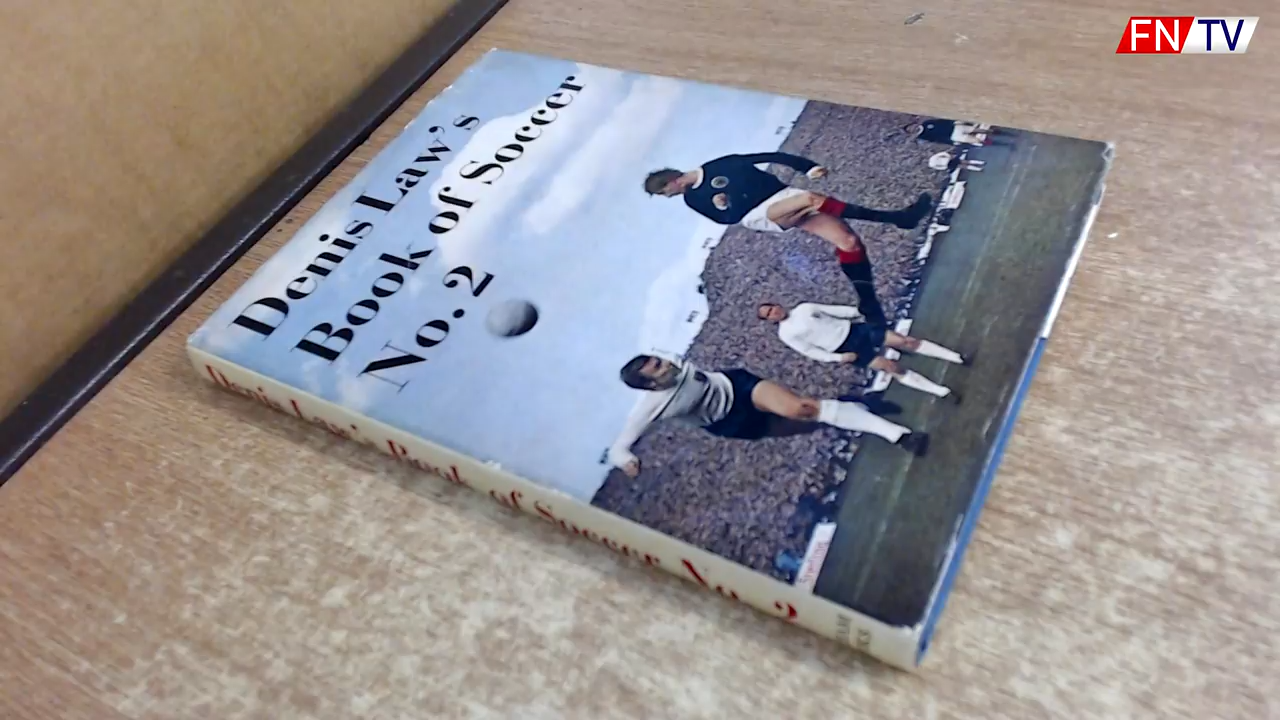 FN TV
Denis Law's
Book of Soccer
No. 2
Denis Law's Book of Soccer No. 2